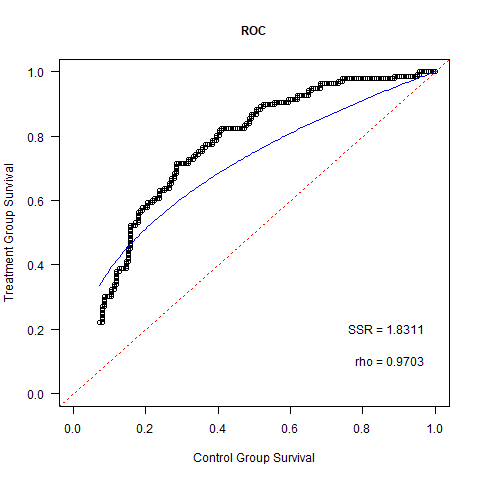 ROC
Treatment Group Survival
1.0
0.8
0.6
0.4
0.2
0.0
SSR = 1.8311
rho = 0.9703
0.0 0.2 0.4 0.6 0.8 1.0
Control Group Survival